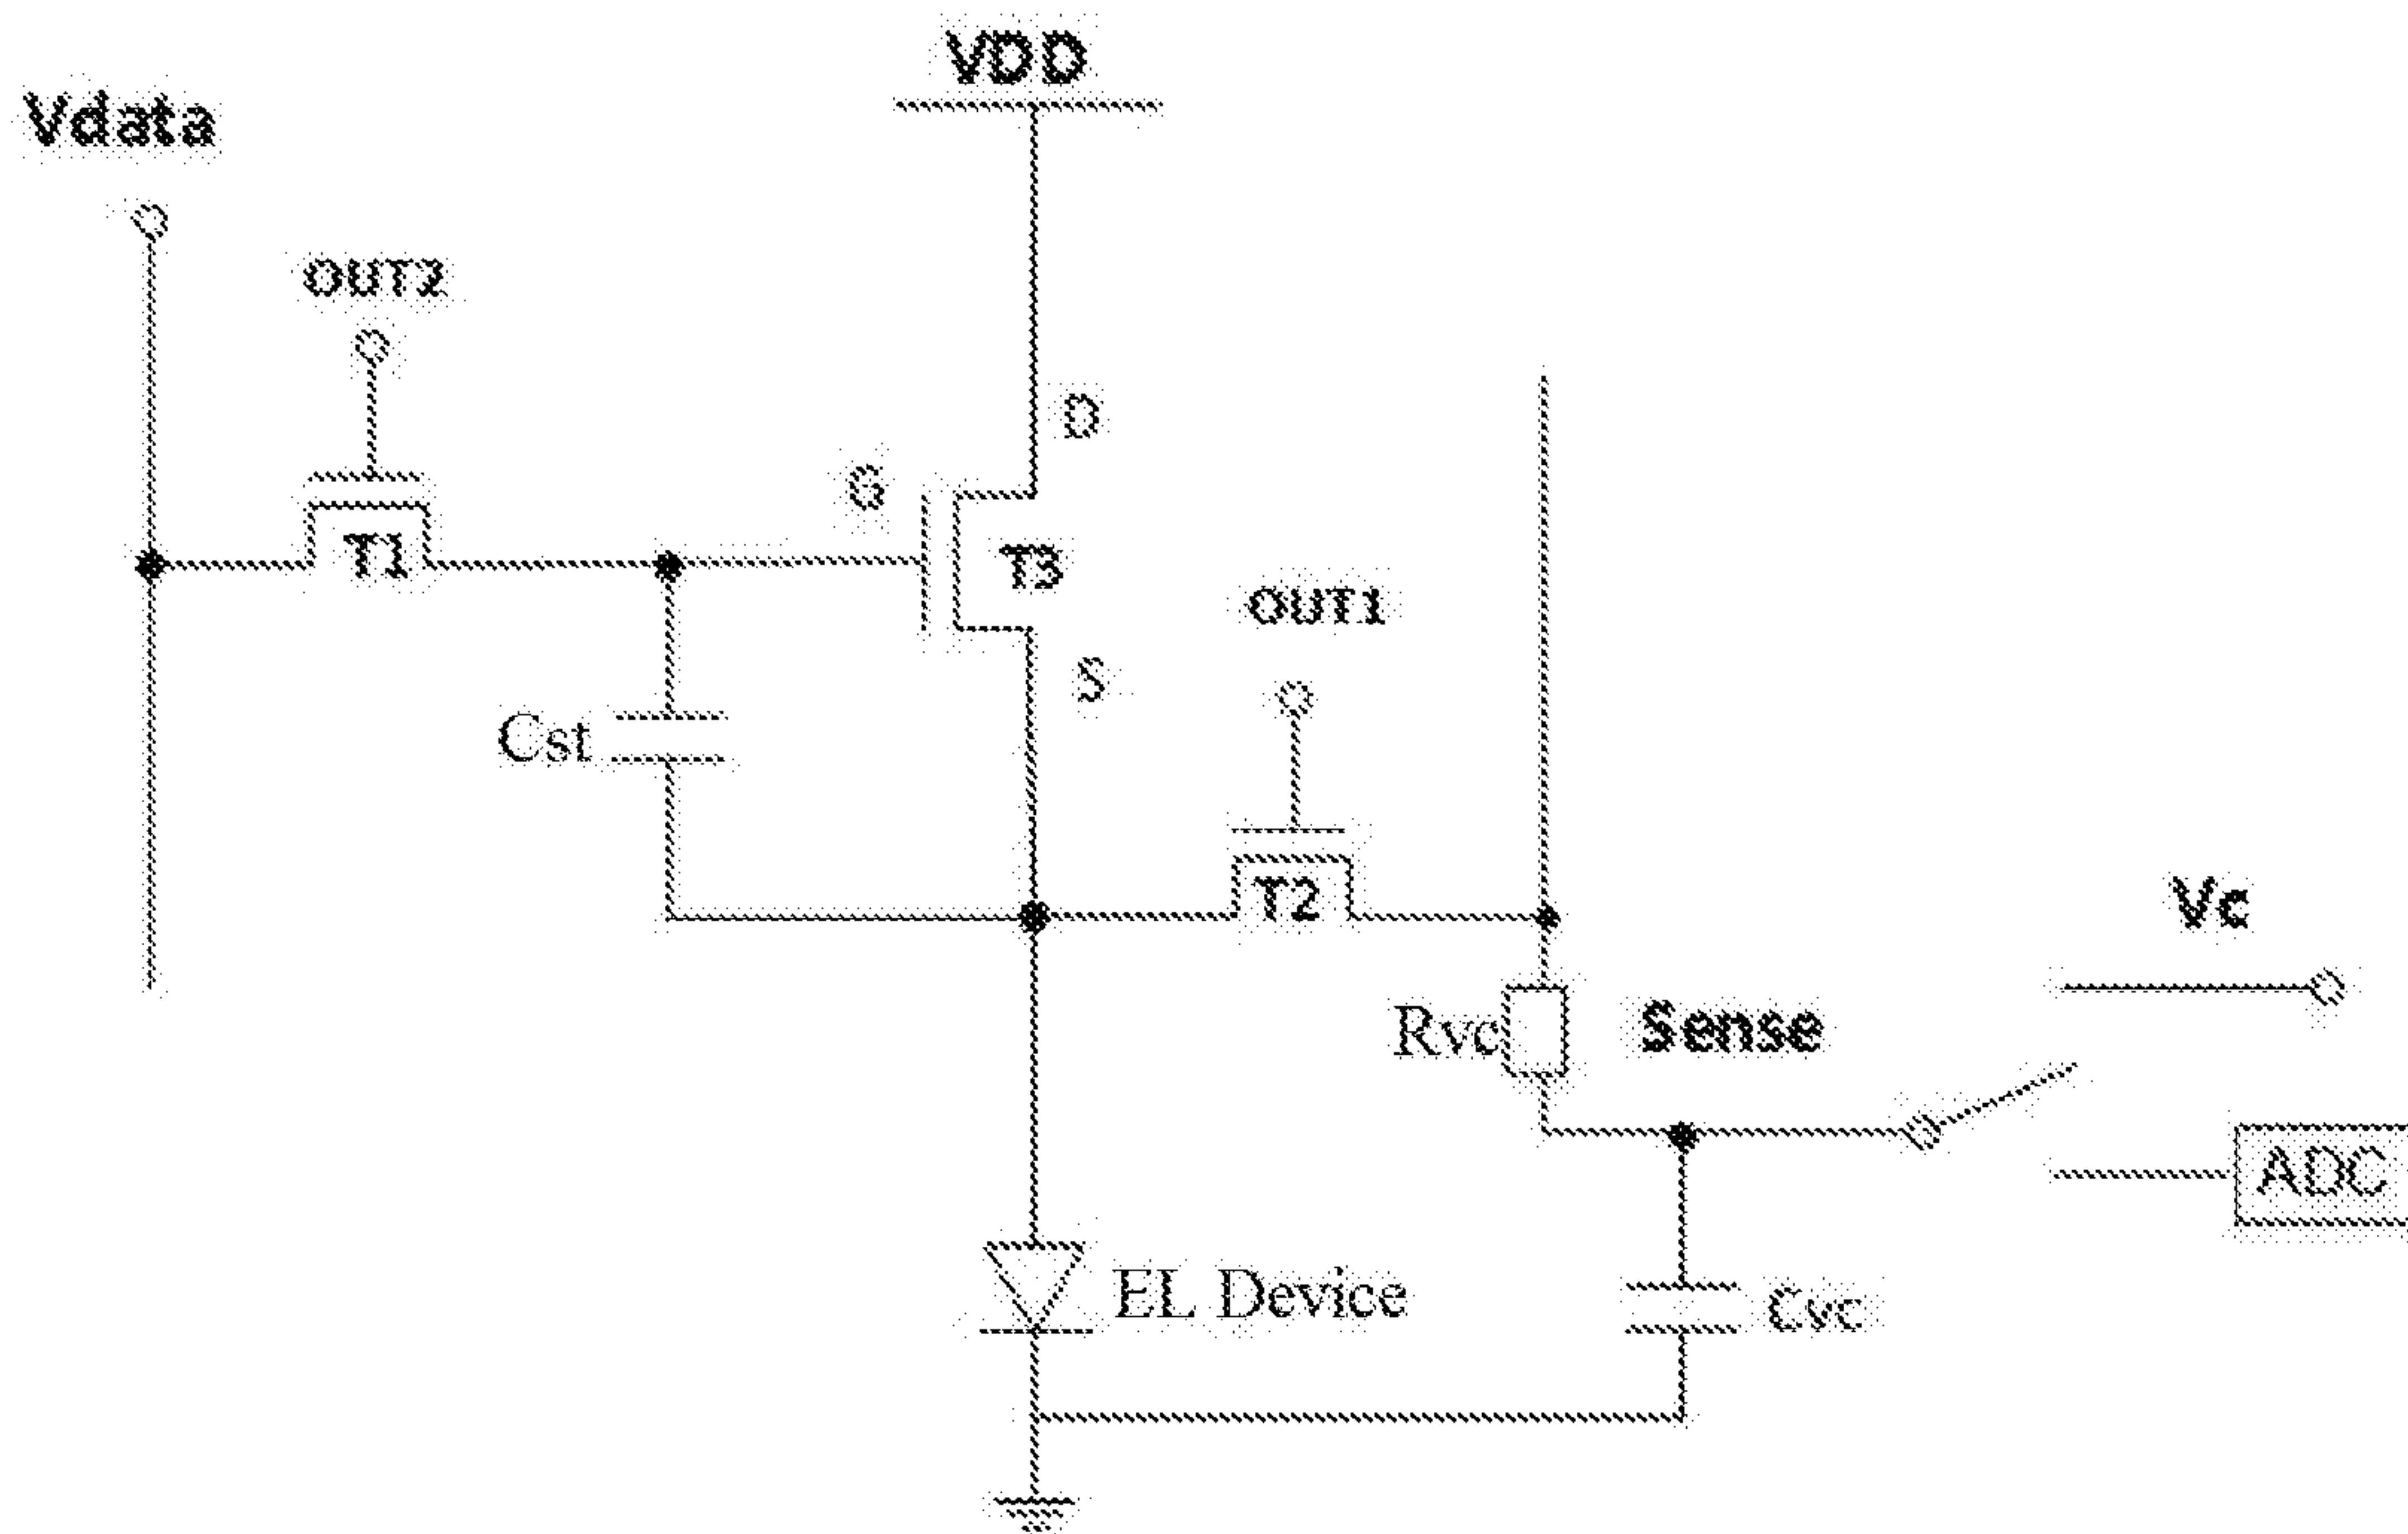 VDD
Vdata
OUT2
D
G
T1
T3
OUT1
S
Cst
T2
Vc
Rvc
Sense
ADC
EL Device
Cvc